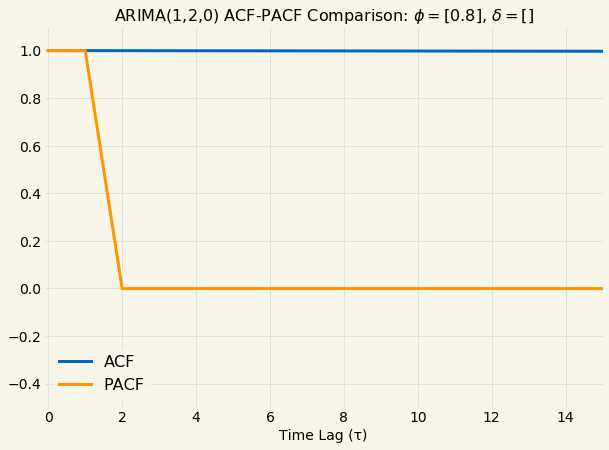 ARIMA(1,2,0) ACF-PACF Comparison: ϕ = [0.8], δ = []
1.0
0.8
0.6
0.4
0.2
0.0
−0.2
−0.4
ACF
PACF
0 2 4 6 8 10 12 14
Time Lag (τ)